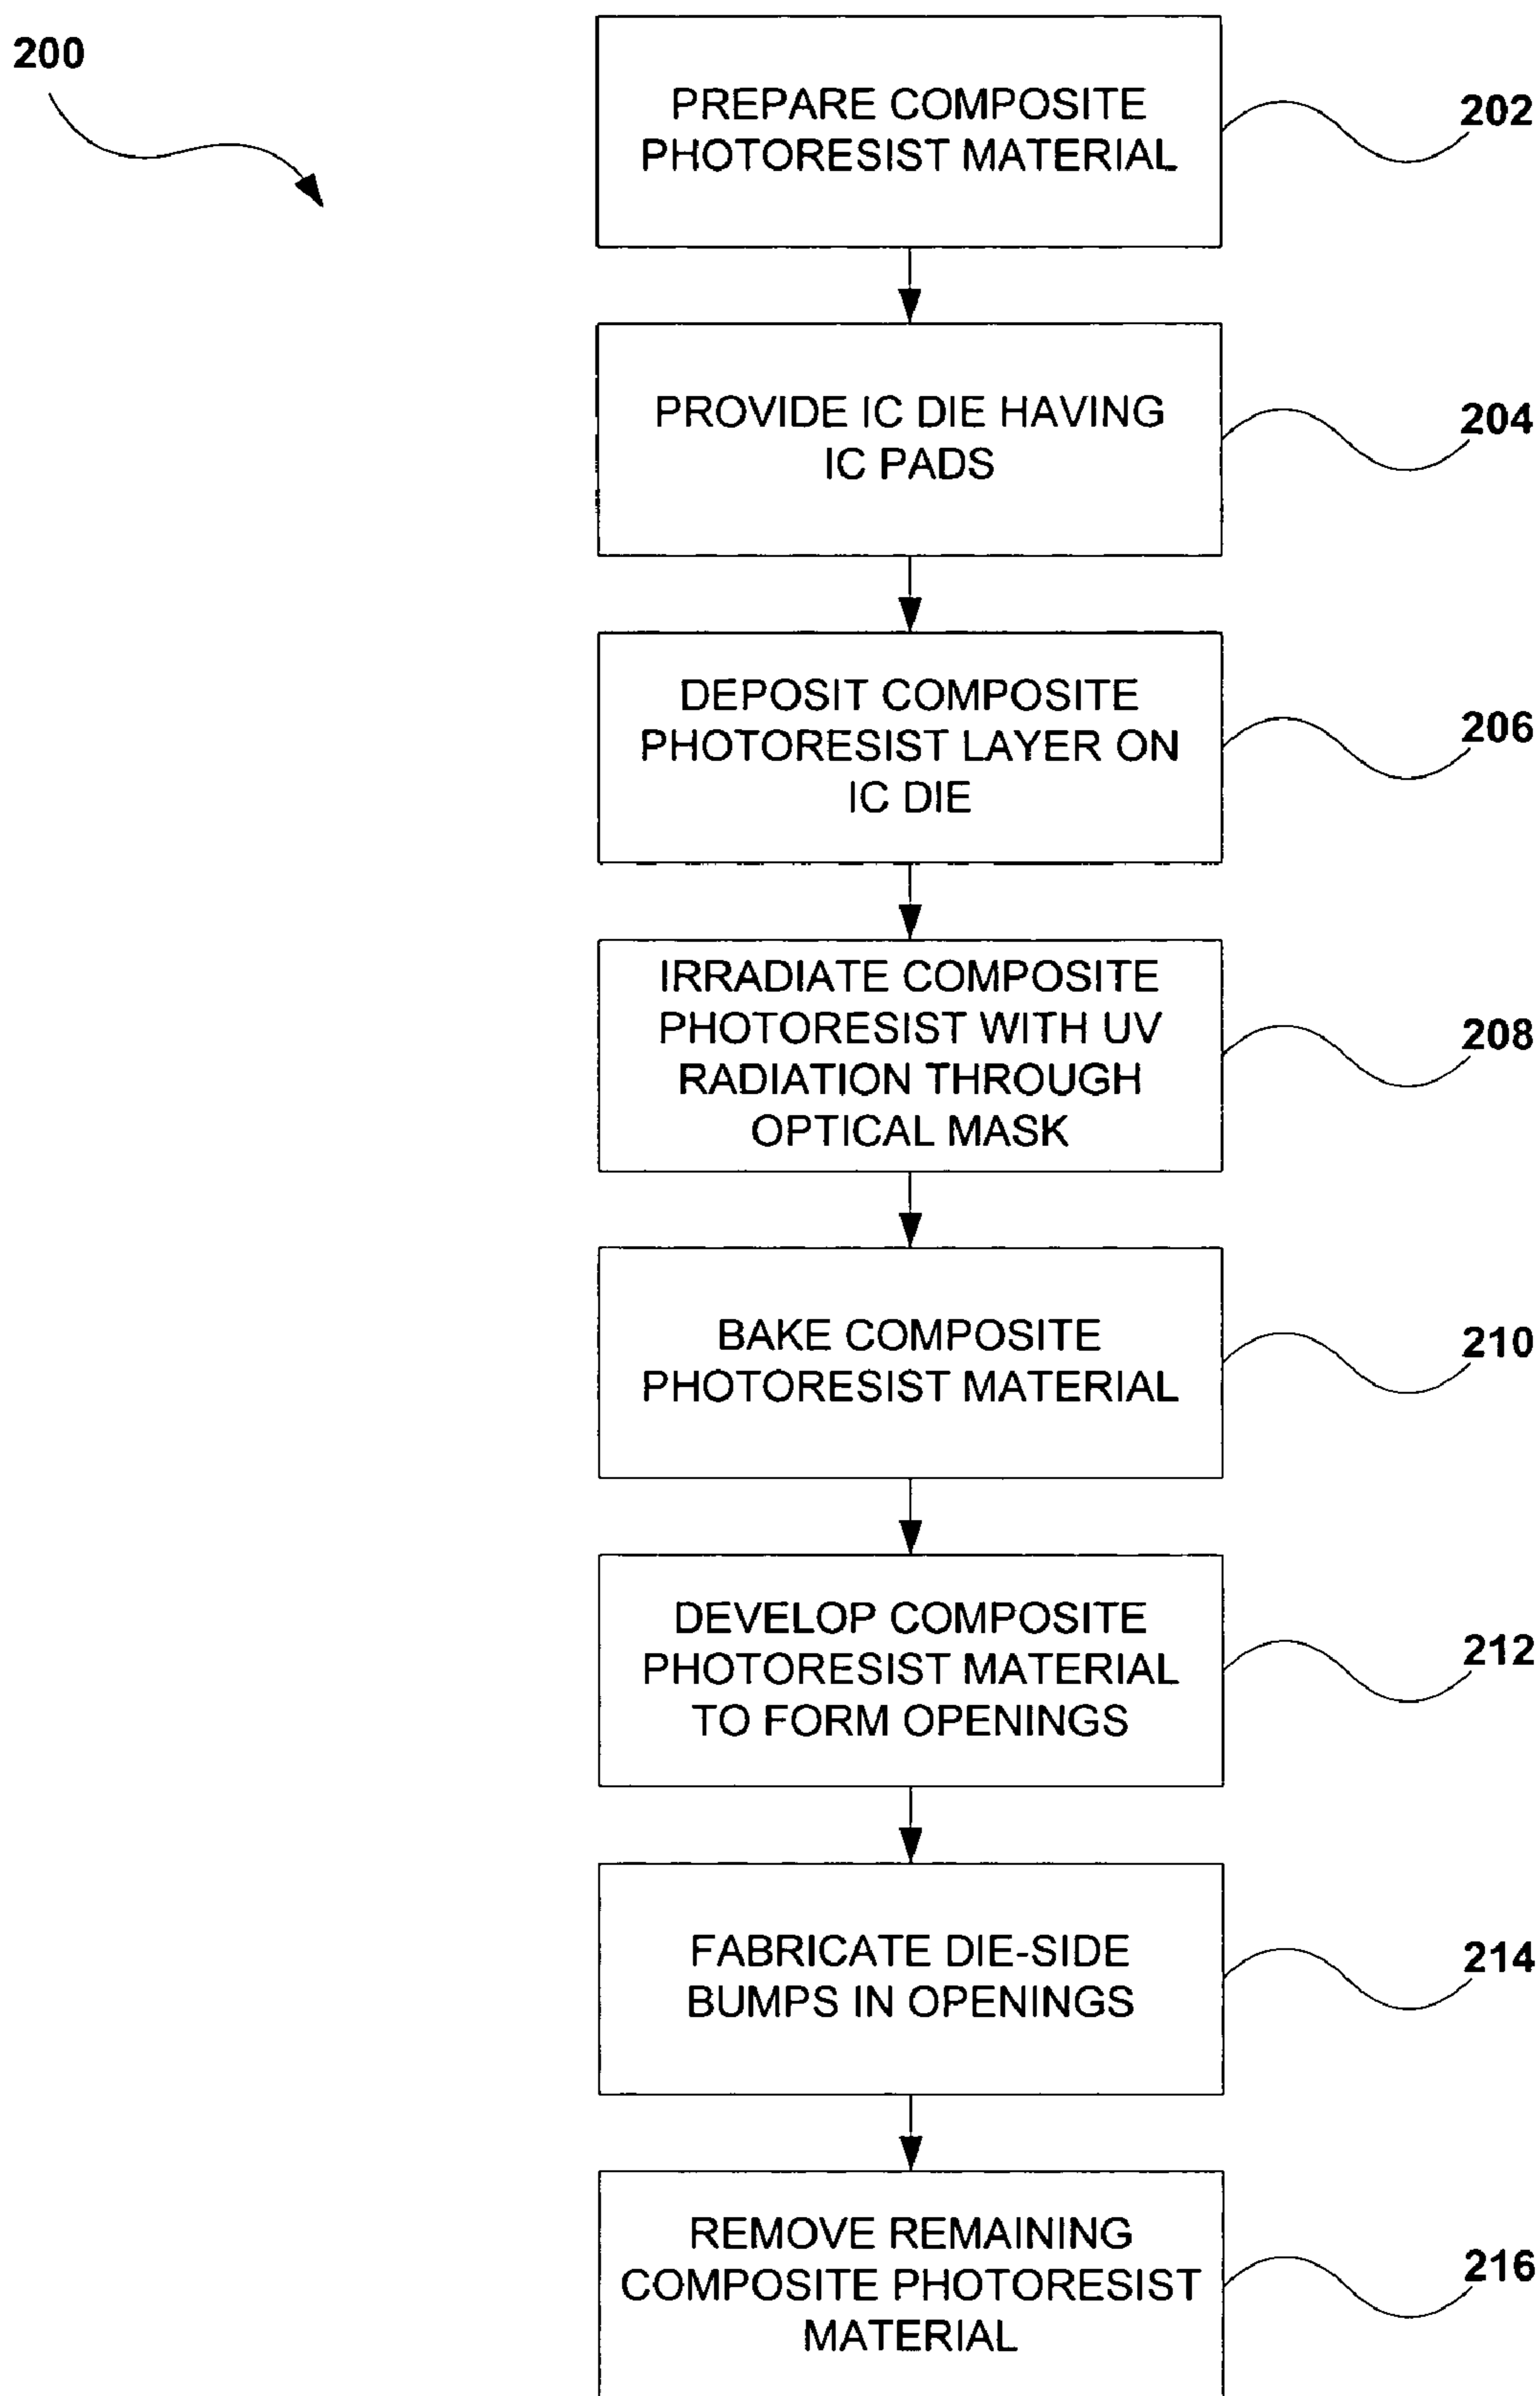 200
PREPARE COMPOSITE
PHOTORESIST MATERIAL
202
PROVIDE IC DIE HAVING
IC PADS
204
DEPOSIT COMPOSITE
PHOTORESIST LAYER ON
IC DIE
206
IRRADIATE COMPOSITE
PHOTORESIST WITH UV
RADIATION THROUGH
OPTICAL MASK
208
BAKE COMPOSITE
PHOTORESIST MATERIAL
210
DEVELOP COMPOSITE
PHOTORESIST MATERIAL
TO FORM OPENINGS
212
FABRICATE DIE-SIDE
BUMPS IN OPENINGS
214
REMOVE REMAINING
COMPOSITE PHOTORESIST
MATERIAL
216